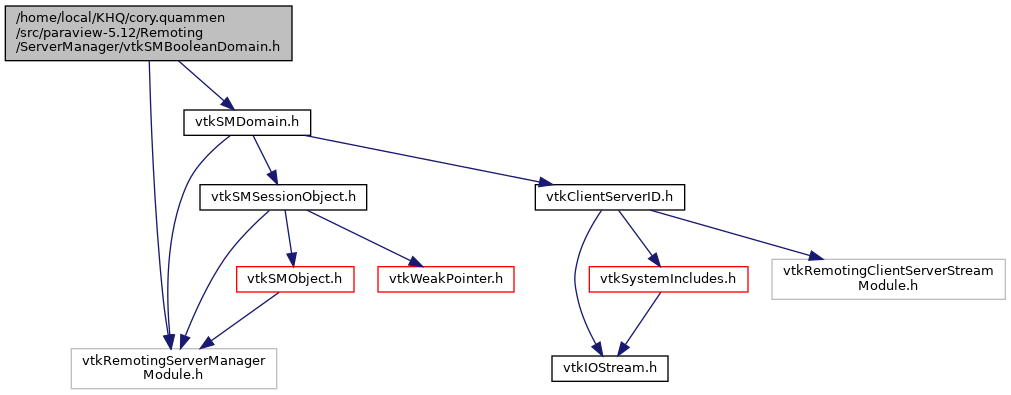 /home/local/KHQ/cory.quammen
/src/paraview-5.12/Remoting
/ServerManager/vtkSMBooleanDomain.h
vtkSMDomain.h
vtkSMSessionObject.h
vtkClientServerID.h
vtkSMObject.h
vtkWeakPointer.h
vtkSystemIncludes.h
vtkRemotingClientServerStream
Module.h
vtkRemotingServerManager
Module.h
vtkIOStream.h